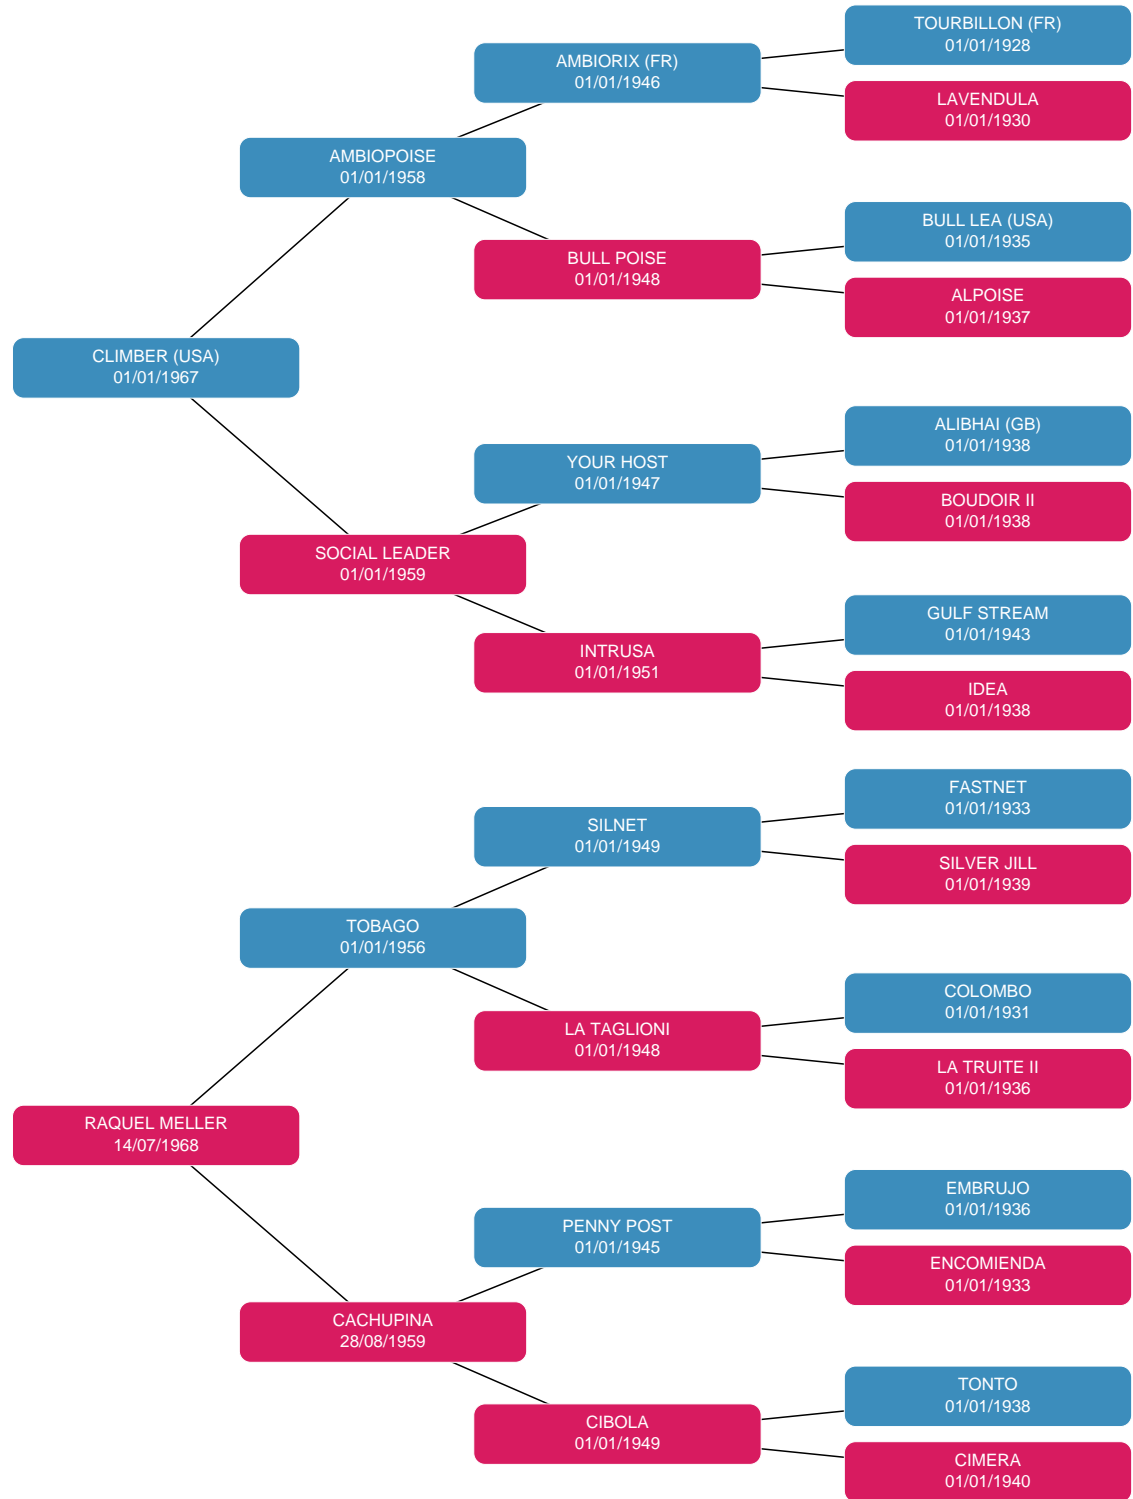 TOURBILLON (FR)
01/01/1928
AMBIORIX (FR)
01/01/1946
LAVENDULA
01/01/1930
AMBIOPOISE
01/01/1958
BULL LEA (USA)
01/01/1935
BULL POISE
01/01/1948
ALPOISE
01/01/1937
CLIMBER (USA)
01/01/1967
ALIBHAI (GB)
01/01/1938
YOUR HOST
01/01/1947
BOUDOIR II
01/01/1938
SOCIAL LEADER
01/01/1959
GULF STREAM
01/01/1943
INTRUSA
01/01/1951
IDEA
01/01/1938
FASTNET
01/01/1933
SILNET
01/01/1949
SILVER JILL
01/01/1939
TOBAGO
01/01/1956
COLOMBO
01/01/1931
LA TAGLIONI
01/01/1948
LA TRUITE II
01/01/1936
RAQUEL MELLER
14/07/1968
EMBRUJO
01/01/1936
PENNY POST
01/01/1945
ENCOMIENDA
01/01/1933
CACHUPINA
28/08/1959
TONTO
01/01/1938
CIBOLA
01/01/1949
CIMERA
01/01/1940